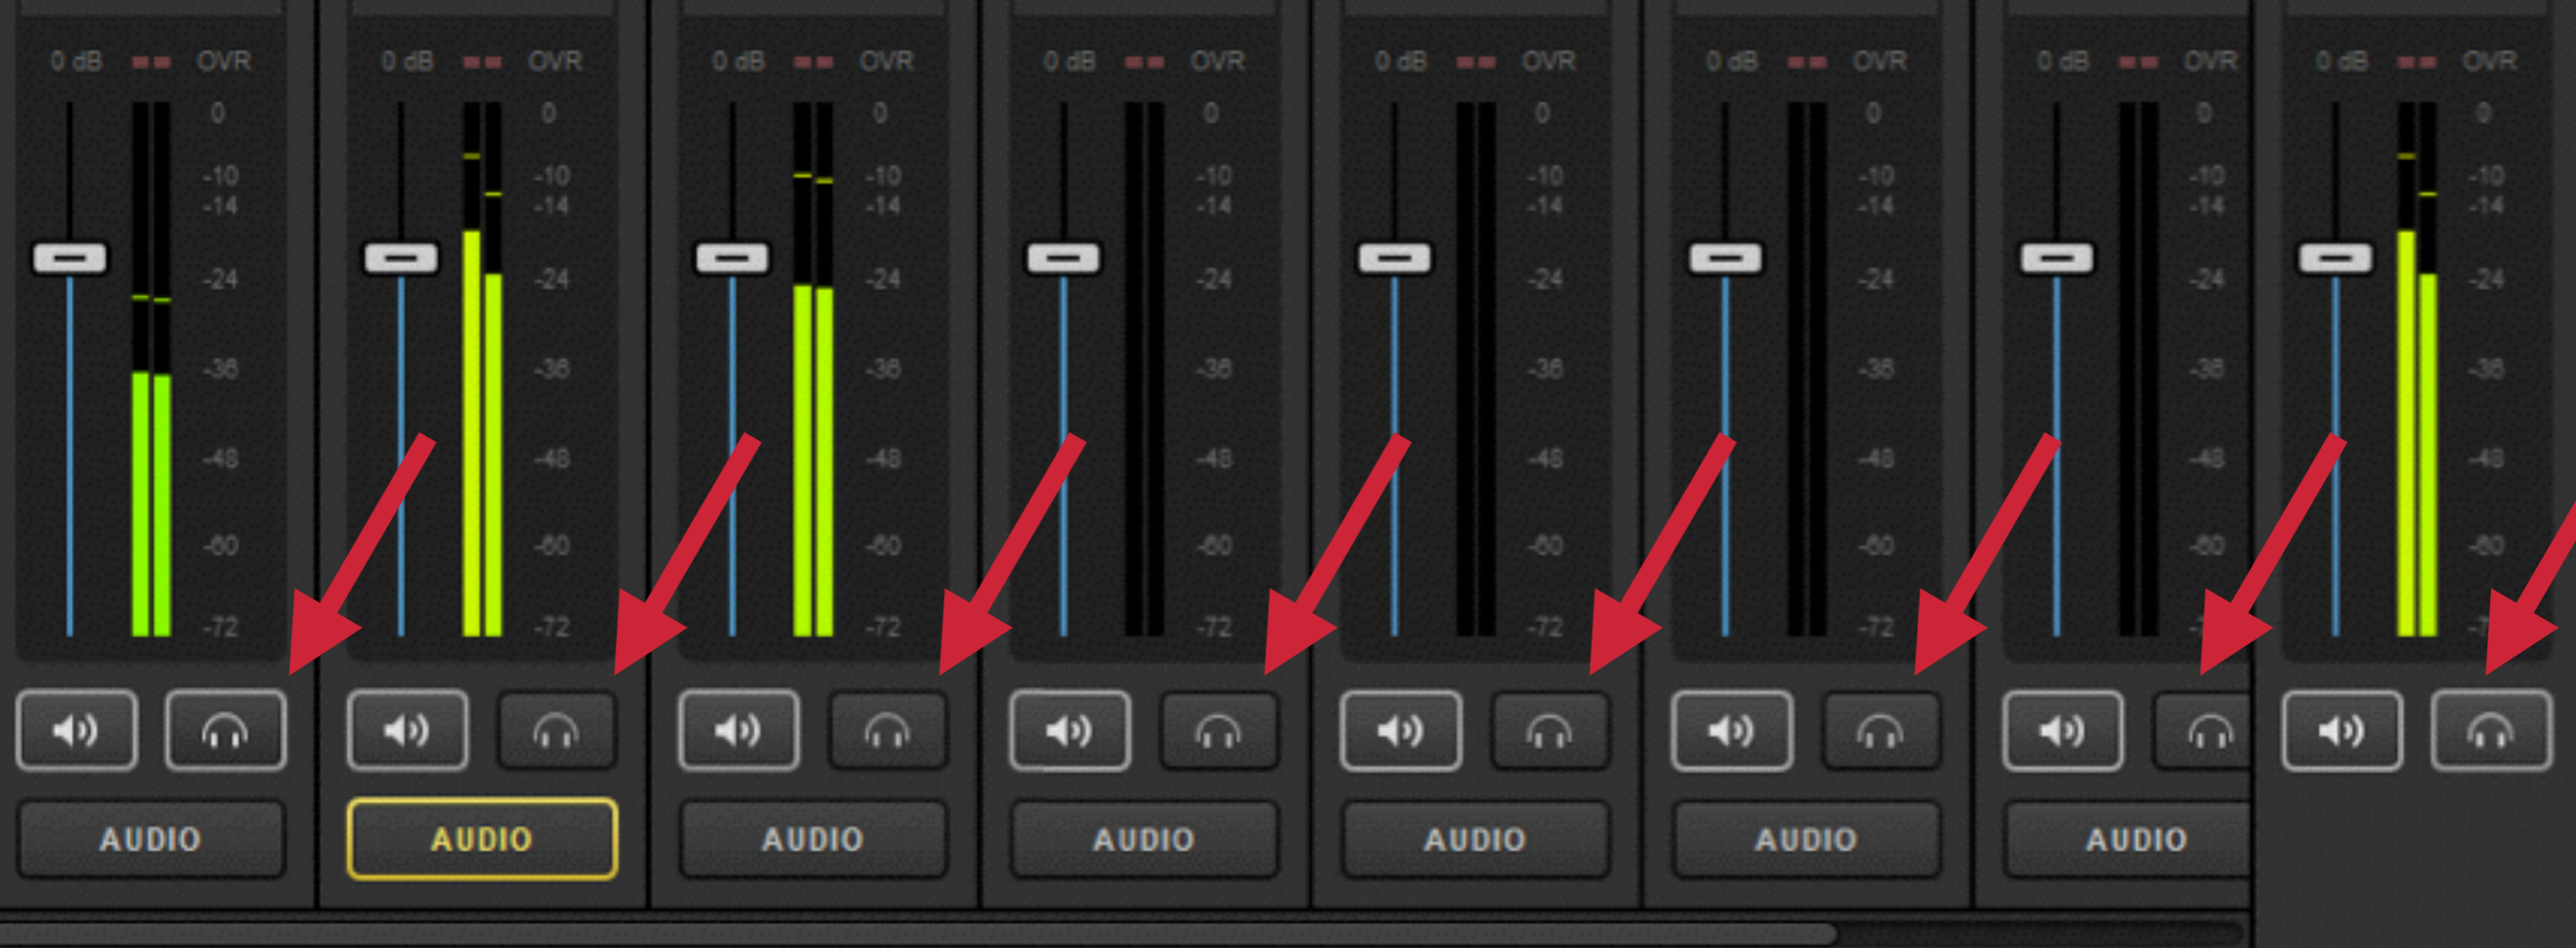 0 dB OVR 0 dB OVR 0 dB OVR 0 dB OVR 0 dB OVR 0 dB OVR 0 dB OVR 0 dB OVR
0 0 0 0 0 0 0 0
-10 -10 -10 -10 -10 -10 -10 -10
-14 -14 -14 -14 -14 -14 -14 -14
-24 -24 -24 -24 -24 -24 -24 -24
-36 -36 -36 -36 -36 -36 -36 -36
-48 -48 -48 -48 -48 -48 -48 -48
-60 -60 -60 -60 -60 -60 -60 -60
-72 -72 -72 -72 -72 -72
AUDIO AUDIO AUDIO AUDIO AUDIO AUDIO AUDIO